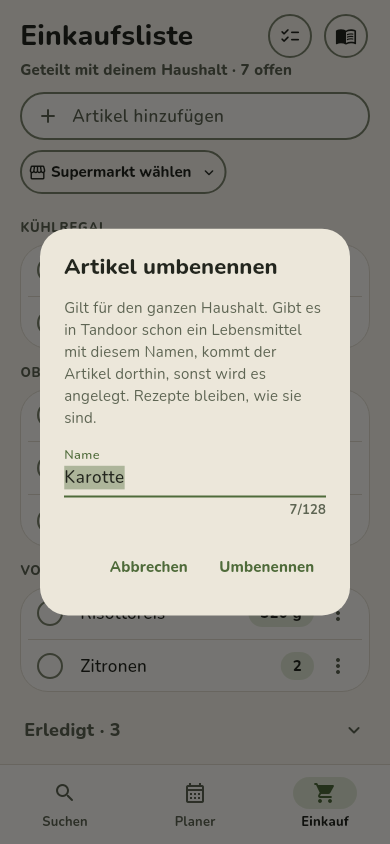 Einkaufsliste
Geteilt mit deinem Haushalt · 7 offen
Artikel hinzufügen
Supermarkt wählen
KÜHLREGAL
Artikel umbenennen
Gilt für den ganzen Haushalt. Gibt es
in Tandoor schon ein Lebensmittel
mit diesem Namen, kommt der
Artikel dorthin, sonst wird es
angelegt. Rezepte bleiben, wie sie
sind.
Name
Karotte
7/128
Abbrechen Umbenennen
Risottoreis 320 g
Zitronen 2
Erledigt · 3
Suchen Planer Einkauf